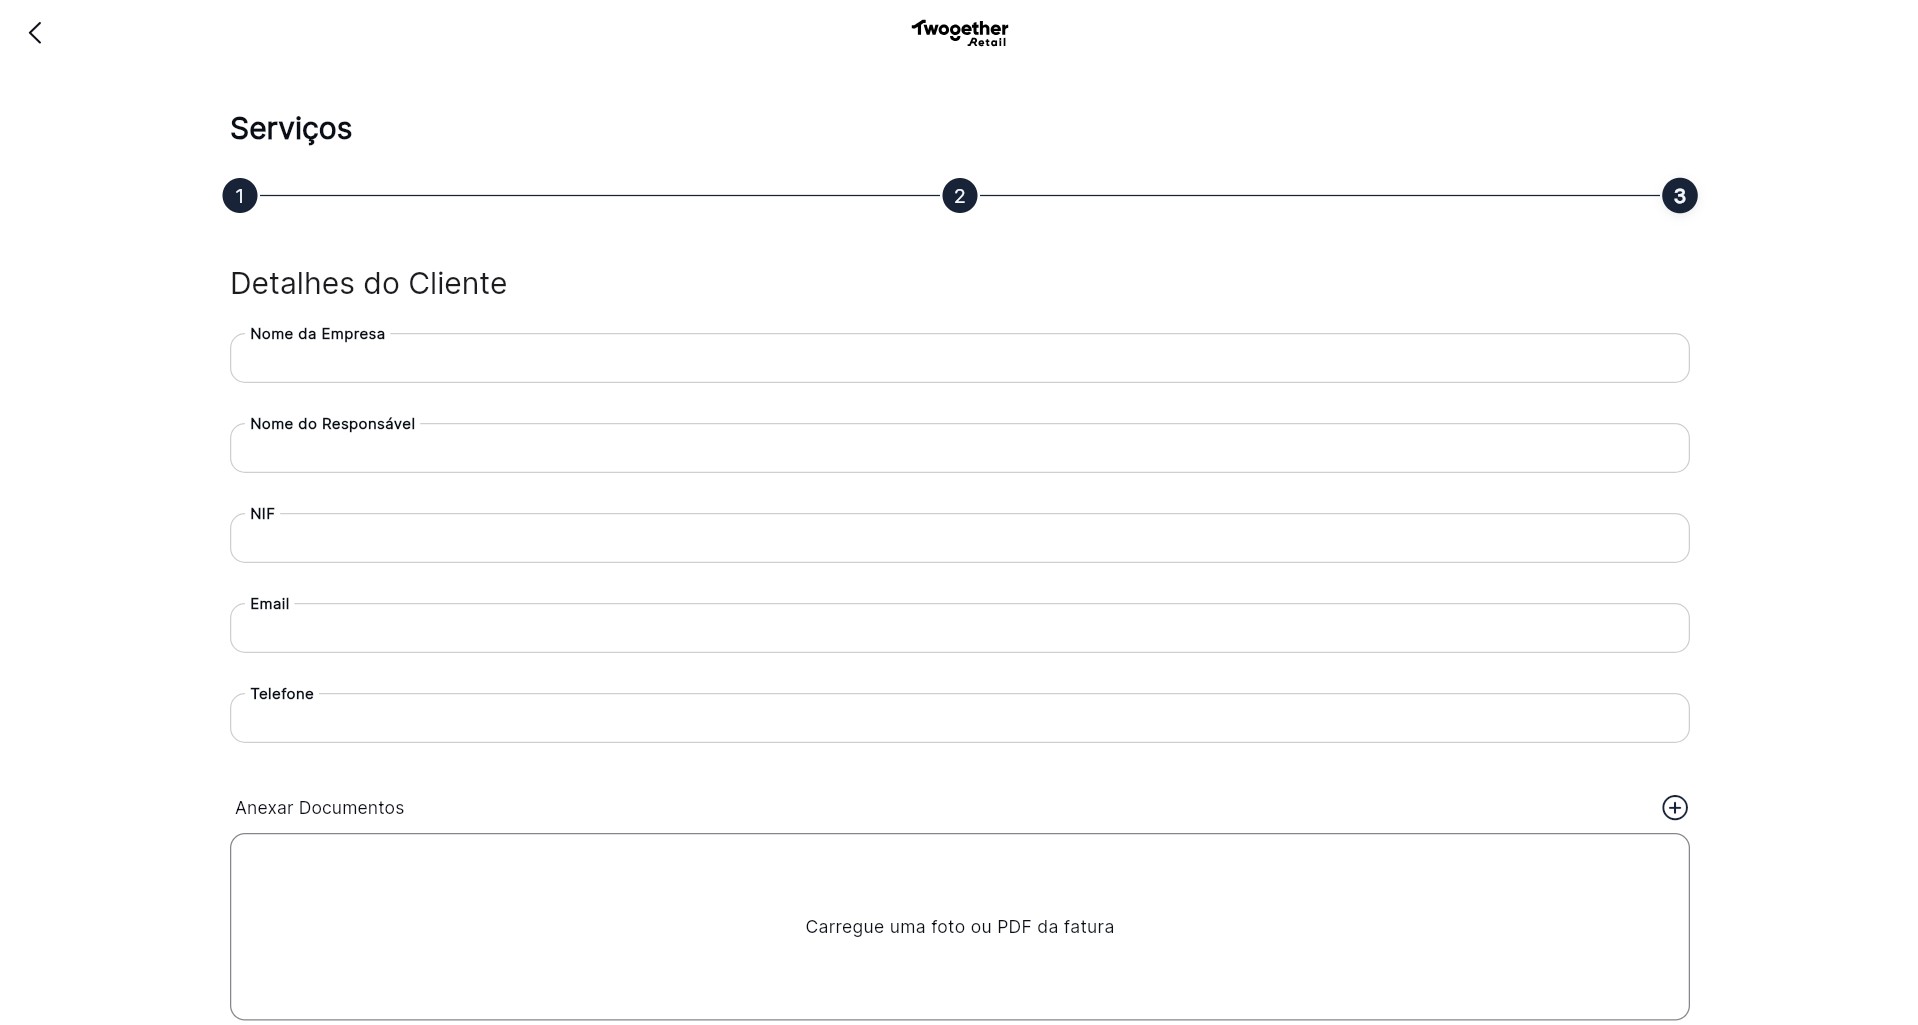 Twogether
Retail
Serviços
1 2 3
Detalhes do Cliente
Nome da Empresa
Nome do Responsável
NIF
Email
Telefone
Anexar Documentos
Carregue uma foto ou PDF da fatura